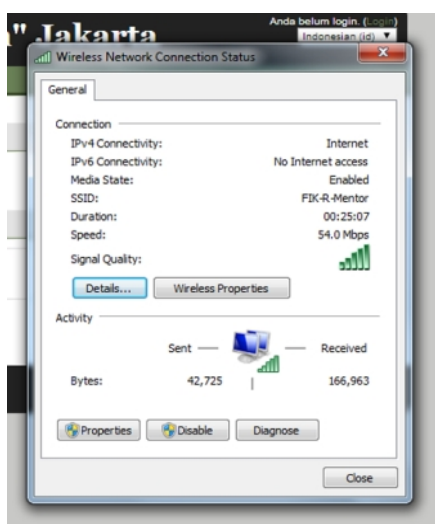 " Jakarta
Anda belum login. (Login)
Indonesian (id)
Wireless Network Connection Status
General
Connection
IPv4 Connectivity: Internet
IPv6 Connectivity: No Internet access
Media State: Enabled
SSID: FIK-R-Mentor
Duration: 00:25:07
Speed: 54.0 Mbps
Signal Quality:
Details... Wireless Properties
Activity
Sent Received
Bytes: 42,725 166,963
Properties Disable Diagnose
Close